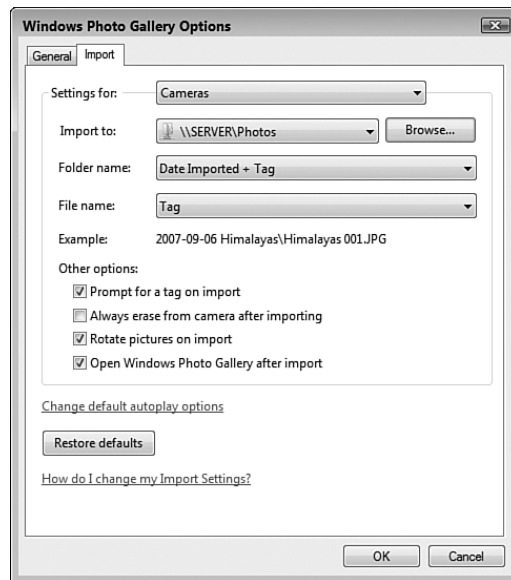 Windows Photo Gallery Options
General Import
Settings for: Cameras
Import to: \\SERVER\Photos Browse...
Folder name: Date Imported + Tag
File name: Tag
Example: 2007-09-06 Himalayas\Himalayas 001.JPG
Other options:
Prompt for a tag on import
Always erase from camera after importing
Rotate pictures on import
Open Windows Photo Gallery after import
Change default autoplay options
Restore defaults
How do I change my Import Settings?
OK Cancel